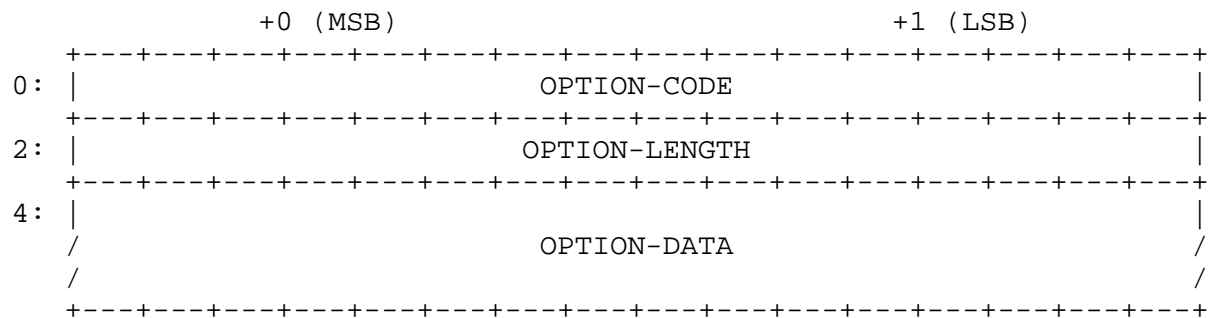 +0 (MSB) +1 (LSB)
+---+---+---+---+---+---+---+---+---+---+---+---+---+---+---+---+
0: | OPTION-CODE |
+---+---+---+---+---+---+---+---+---+---+---+---+---+---+---+---+
2: | OPTION-LENGTH |
+---+---+---+---+---+---+---+---+---+---+---+---+---+---+---+---+
4: | |
/ OPTION-DATA /
/ /
+---+---+---+---+---+---+---+---+---+---+---+---+---+---+---+---+